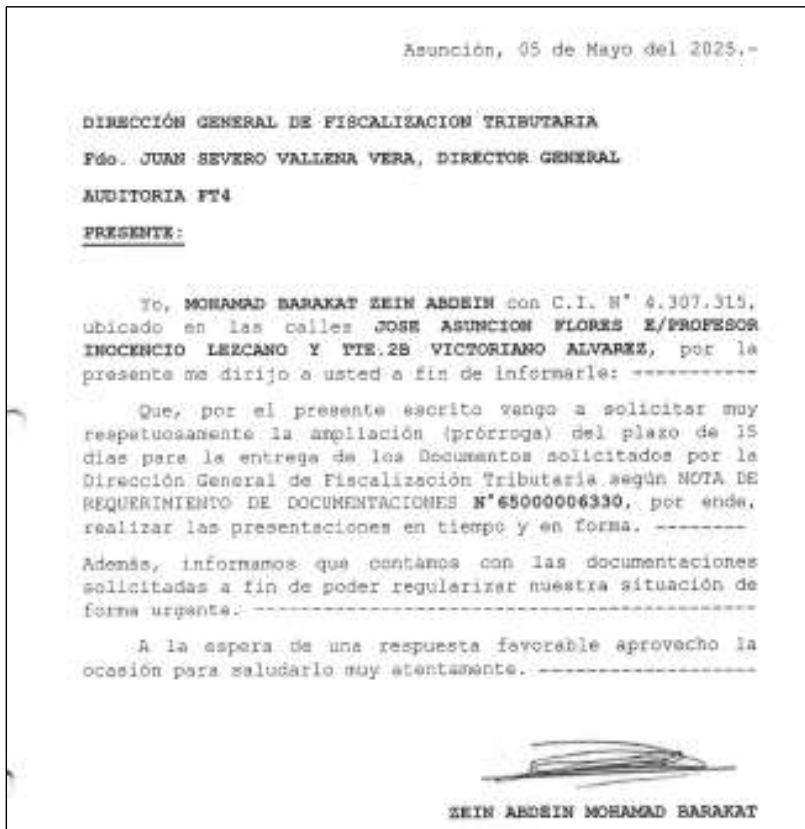 Asunción, 05 de Mayo del 2025.-
DIRECCIÓN GENERAL DE FISCALIZACION TRIBUTARIA
Fdo. JUAN SEVERO VALLENA VERA, DIRECTOR GENERAL
AUDITORIA FT4
PRESENTE:
Yo, MOHAMAD BARAKAT ZEIN ABDEIN con C.I. N° 4.307.315,
ubicado en las calles JOSE ASUNCION FLORES E/PROFESOR
INOCENCIO LEZCANO Y TTE.2B VICTORIANO ALVAREZ, por la
presente me dirijo a usted a fin de informarle: -----------
Que, por el presente escrito vengo a solicitar muy
respetuosamente la ampliación (prórroga) del plazo de 15
días para la entrega de los Documentos solicitados por la
Dirección General de Fiscalización Tributaria según NOTA DE
REQUERIMIENTO DE DOCUMENTACIONES N°65000006330, por ende,
realizar las presentaciones en tiempo y en forma. --------
Además, informamos que contamos con las documentaciones
solicitadas a fin de poder regularizar nuestra situación de
forma urgente. -------------------------------------------
A la espera de una respuesta favorable aprovecho la
ocasión para saludarlo muy atentamente. -------------------
ZEIN ABDEIN MOHAMAD BARAKAT